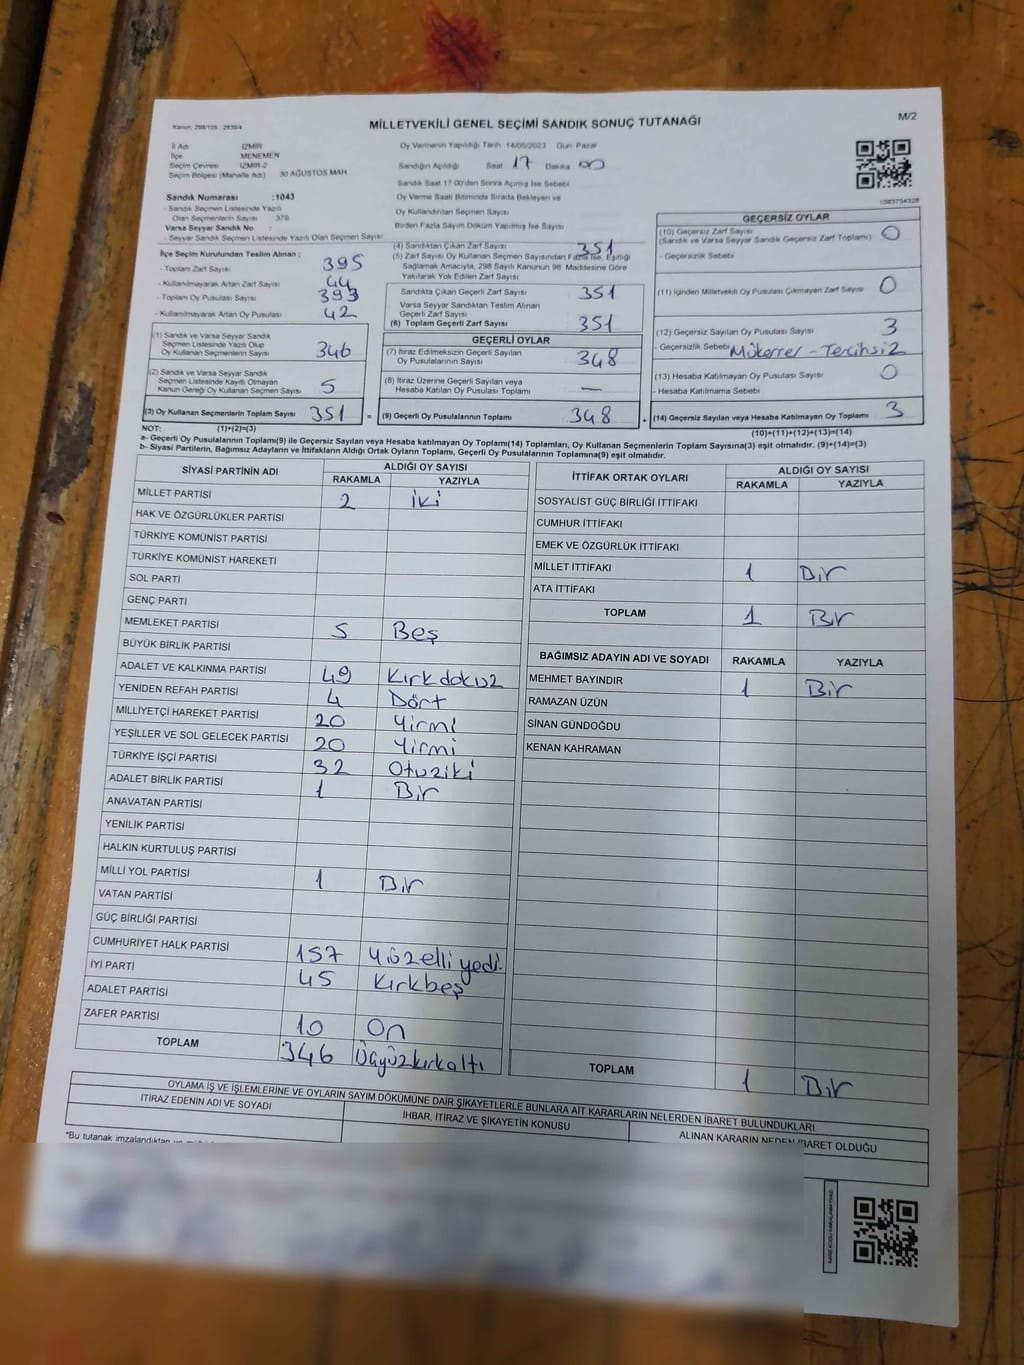 Kanun: 298/105 , 2839/4
MİLLETVEKİLİ GENEL SEÇİMİ SANDIK SONUÇ TUTANAĞI
M/2
İl Adı İZMİR
İlçe MENEMEN
Seçim Çevresi İZMİR-2
Seçim Bölgesi (Mahalle Adı) 30 AĞUSTOS MAH.
Sandık Numarası :1043
- Sandık Seçmen Listesinde Yazılı
Olan Seçmenlerin Sayısı 379
Varsa Seyyar Sandık No :
- Seyyar Sandık Seçmen Listesinde Yazılı Olan Seçmen Sayısı
Oy Vermenin Yapıldığı Tarih 14/05/2023 Gün Pazar
Sandığın Açıldığı Saat 17 Dakika 00
Sandık Saat 17.00'den Sonra Açılmış İse Sebebi
Oy Verme Saati Bitiminde Sırada Bekleyen ve
Oy Kullandırılan Seçmen Sayısı
Birden Fazla Sayım Döküm Yapılmış İse Sayısı
1083754328
İlçe Seçim Kurulundan Teslim Alınan ;
- Toplam Zarf Sayısı 395
- Kullanılmayarak Artan Zarf Sayısı 44
- Toplam Oy Pusulası Sayısı 393
- Kullanılmayarak Artan Oy Pusulası 42
(1) Sandık ve Varsa Seyyar Sandık
Seçmen Listesinde Yazılı Olup
Oy Kullanan Seçmenlerin Sayısı 346
(2) Sandık ve Varsa Seyyar Sandık
Seçmen Listesinde Kayıtlı Olmayan
Kanun Gereği Oy Kullanan Seçmen Sayısı 5
(3) Oy Kullanan Seçmenlerin Toplam Sayısı 351 =
(4) Sandıktan Çıkan Zarf Sayısı 351
(5) Zarf Sayısı Oy Kullanan Seçmen Sayısından Fazla İse, Eşitliği
Sağlamak Amacıyla, 298 Sayılı Kanunun 98. Maddesine Göre
Yakılarak Yok Edilen Zarf Sayısı
Sandıkta Çıkan Geçerli Zarf Sayısı 351
Varsa Seyyar Sandıktan Teslim Alınan
Geçerli Zarf Sayısı
(6) Toplam Geçerli Zarf Sayısı 351
GEÇERLİ OYLAR
(7) İtiraz Edilmeksizin Geçerli Sayılan
Oy Pusulalarının Sayısı 348
(8) İtiraz Üzerine Geçerli Sayılan veya
Hesaba Katılan Oy Pusulası Toplamı —
(9) Geçerli Oy Pusulalarının Toplamı 348 +
GEÇERSİZ OYLAR
(10) Geçersiz Zarf Sayısı 0
(Sandık ve Varsa Seyyar Sandık Geçersiz Zarf Toplamı)
- Geçersizlik Sebebi
(11) İçinden Milletvekili Oy Pusulası Çıkmayan Zarf Sayısı 0
(12) Geçersiz Sayılan Oy Pusulası Sayısı 3
- Geçersizlik Sebebi Mükerrer - Tercihsiz
(13) Hesaba Katılmayan Oy Pusulası Sayısı 0
- Hesaba Katılmama Sebebi
(14) Geçersiz Sayılan veya Hesaba Katılmayan Oy Toplamı 3
NOT: (1)+(2)=(3) (10)+(11)+(12)+(13)=(14)
a- Geçerli Oy Pusulaları Toplamı(9) ile Geçersiz Sayılan veya Hesaba katılmayan Oy Toplamı(14) Toplamları, Oy Kullanan Seçmenlerin Toplam Sayısına(3) eşit olmalıdır. (9)+(14)=(3)
b- Siyasi Partilerin, Bağımsız Adayların ve İttifakların Aldığı Ortak Oyların Toplamı, Geçerli Oy Pusulalarının Toplamına(9) eşit olmalıdır.
SİYASİ PARTİNİN ADI ALDIĞI OY SAYISI
RAKAMLA YAZIYLA
MİLLET PARTİSİ 2 iki
HAK VE ÖZGÜRLÜKLER PARTİSİ
TÜRKİYE KOMÜNİST PARTİSİ
TÜRKİYE KOMÜNİST HAREKETİ
SOL PARTİ
GENÇ PARTİ
MEMLEKET PARTİSİ 5 Beş
BÜYÜK BİRLİK PARTİSİ
ADALET VE KALKINMA PARTİSİ 49 Kırkdokuz
YENİDEN REFAH PARTİSİ 4 Dört
MİLLİYETÇİ HAREKET PARTİSİ 20 Yirmi
YEŞİLLER VE SOL GELECEK PARTİSİ 20 Yirmi
TÜRKİYE İŞÇİ PARTİSİ 32 Otuziki
ADALET BİRLİK PARTİSİ 1 Bir
ANAVATAN PARTİSİ
YENİLİK PARTİSİ
HALKIN KURTULUŞ PARTİSİ
MİLLİ YOL PARTİSİ 1 Bir
VATAN PARTİSİ
GÜÇ BİRLİĞİ PARTİSİ
CUMHURİYET HALK PARTİSİ 157 Yüzelliyedi.
İYİ PARTİ 45 Kırkbeş
ADALET PARTİSİ
ZAFER PARTİSİ 10 On
TOPLAM 346 Üçyüzkırkaltı
İTTİFAK ORTAK OYLARI ALDIĞI OY SAYISI
RAKAMLA YAZIYLA
SOSYALİST GÜÇ BİRLİĞİ İTTİFAKI
CUMHUR İTTİFAKI
EMEK VE ÖZGÜRLÜK İTTİFAKI
MİLLET İTTİFAKI 1 Bir
ATA İTTİFAKI
TOPLAM 1 Bir
BAĞIMSIZ ADAYIN ADI VE SOYADI RAKAMLA YAZIYLA
MEHMET BAYINDIR 1 Bir
RAMAZAN ÜZÜN
SİNAN GÜNDOĞDU
KENAN KAHRAMAN
TOPLAM 1 Bir
OYLAMA İŞ VE İŞLEMLERİNE VE OYLARIN SAYIM DÖKÜMÜNE DAİR ŞİKAYETLERLE BUNLARA AİT KARARLARIN NELERDEN İBARET BULUNDUKLARI
İTİRAZ EDENİN ADI VE SOYADI İHBAR, İTİRAZ VE ŞİKAYETİN KONUSU ALINAN KARARIN NEDEN İBARET OLDUĞU
*Bu tutanak imzalandıktan